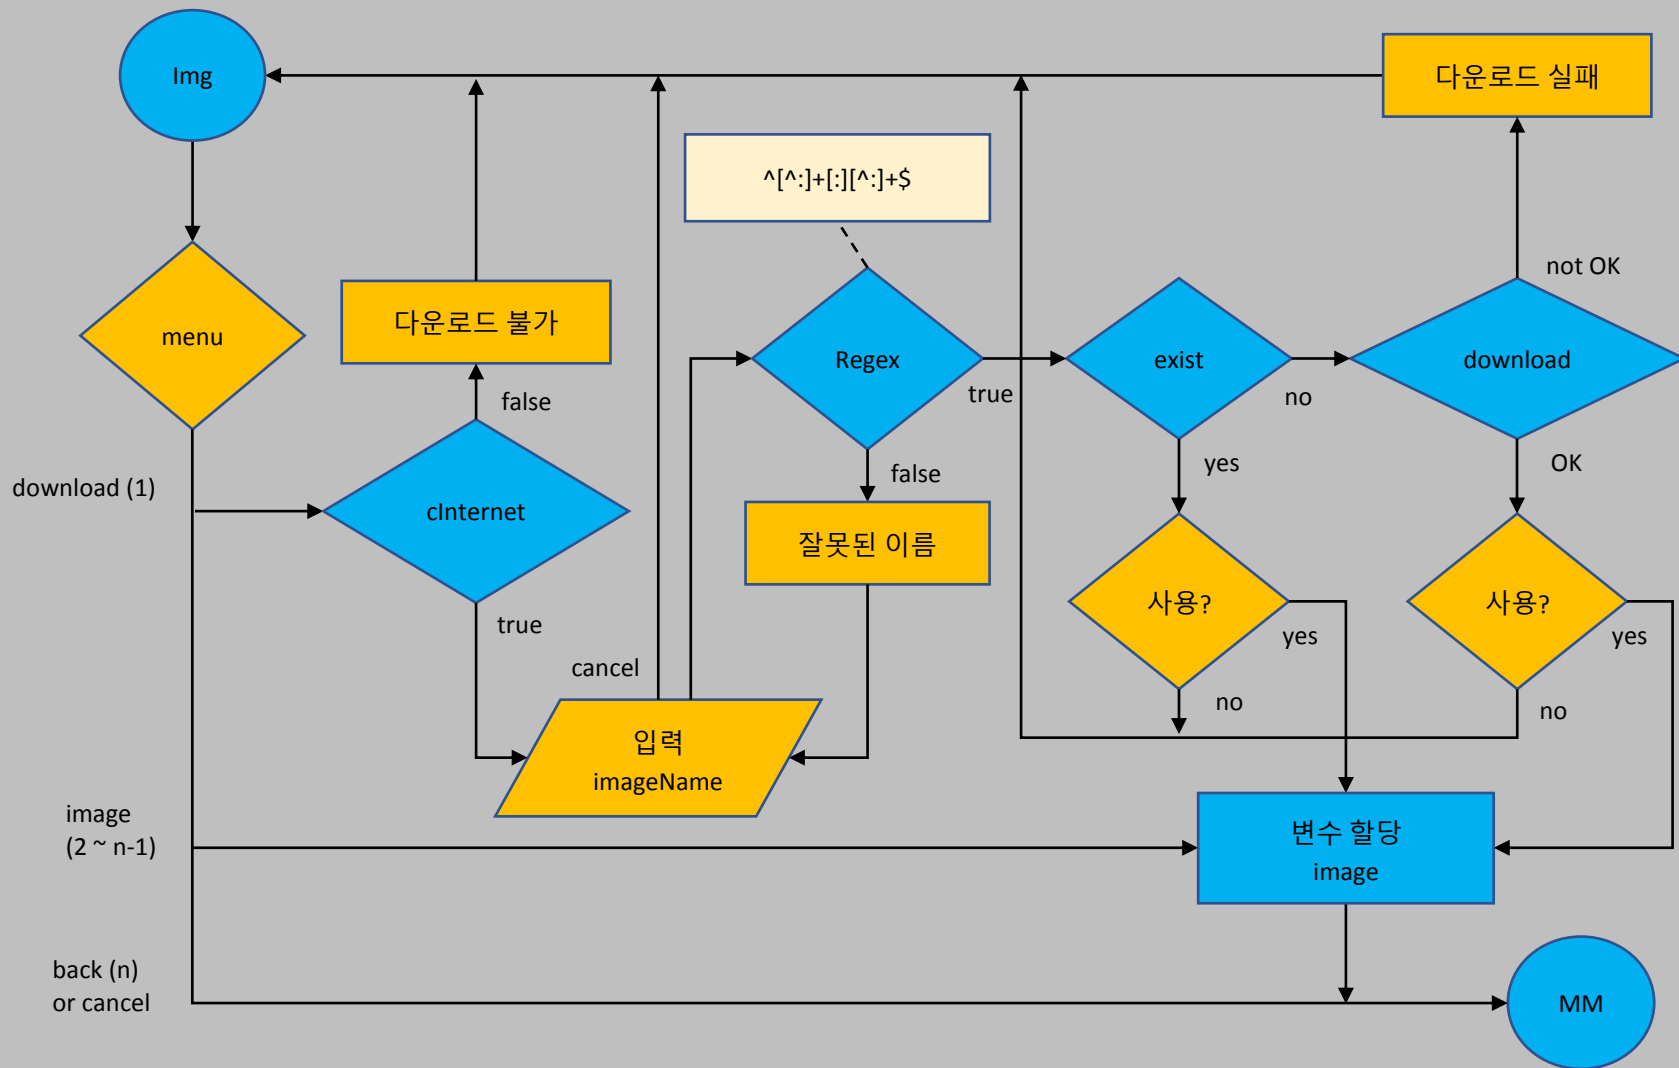 Img
다운로드 실패
^[^:]+[:][^:]+$
not OK
menu
다운로드 불가
Regex
exist
download
false
true
no
download (1)
cInternet
false
yes
OK
잘못된 이름
true
사용?
사용?
cancel
yes
yes
no
no
입력
imageName
image
(2 ~ n-1)
변수 할당
image
back (n)
or cancel
MM